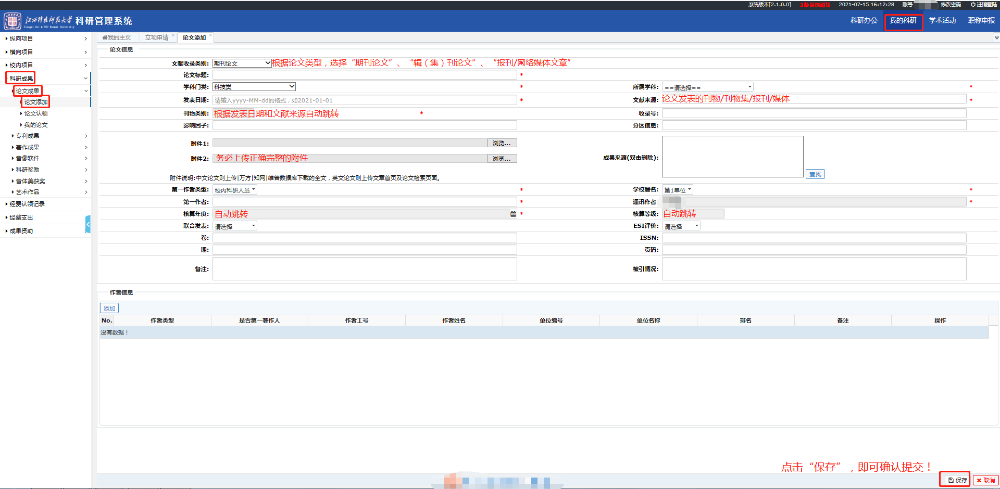 系统版本[2.1.0.0] 2条系统通知 2021-07-15 16:12:28 账号 修改密码 注销登陆
江西科技师范大学 科研管理系统
Jiangxi Sci & TEC Normal University
科研办公 我的科研 学术活动 职称申报
纵向项目
横向项目
校内项目
科研成果
论文成果
论文添加
论文认领
我的论文
专利成果
著作成果
音像软件
科研奖励
音体美获奖
艺术作品
经费认领记录
经费支出
成果资助
我的主页 立项申请 论文添加
论文信息
文献收录类别: 期刊论文 根据论文类型，选择“期刊论文”、“辑（集）刊论文”、“报刊/网络媒体文章”
论文标题: *
学科门类: 科技类 * 所属学科: ==请选择== *
发表日期: 请输入yyyy-MM-dd的格式，如2021-01-01 * 文献来源: 论文发表的刊物/刊物集/报刊/媒体 *
刊物类别: 根据发表日期和文献来源自动跳转 * 收录号:
影响因子: 分区信息:
附件1: 浏览...
附件2: 务必上传正确完整的附件 浏览... 成果来源(双击删除):
查找
附件说明:中文论文则上传|万方|知网|维普数据库下载的全文，英文论文则上传文章首页及论文检索页面。
第一作者类型: 校内科研人员 * 学校署名: 第1单位 *
第一作者: * 通讯作者: *
核算年度: 自动跳转 * 核算等级: 自动跳转
联合发表: 请选择 ESI评价: 请选择
卷: ISSN:
期: 页码:
备注: 被引情况:
作者信息
添加
No. 作者类型 是否第一著作人 作者工号 作者姓名 单位编号 单位名称 排名 备注 操作
没有数据！
点击“保存”，即可确认提交！
保存 取消